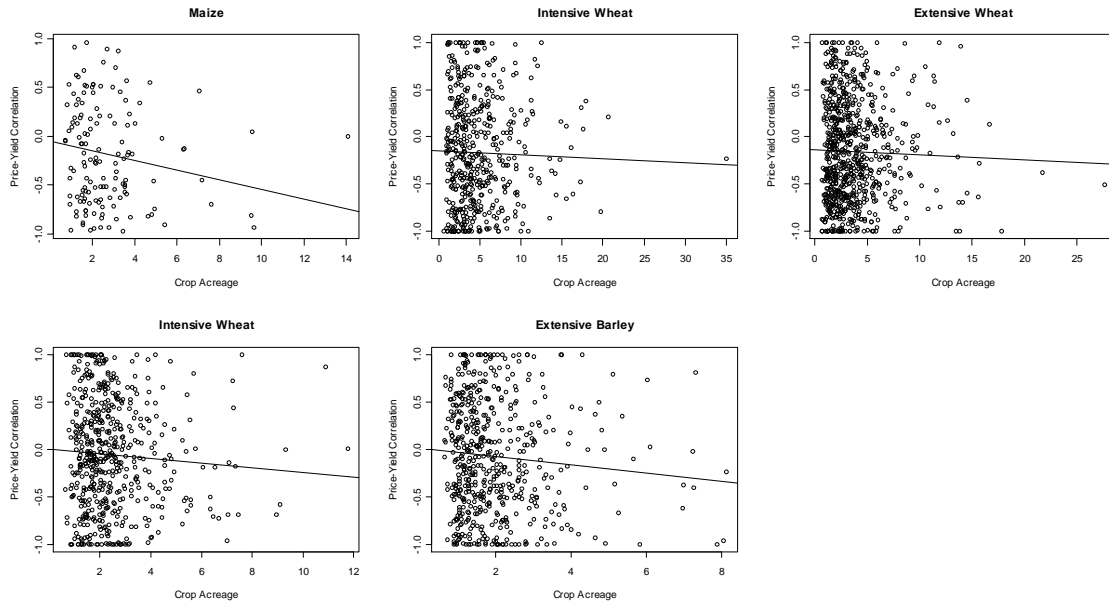 Maize
Price-Yield Correlation
1.0
0.5
0.0
-0.5
-1.0
2 4 6 8 10 12 14
Crop Acreage
Intensive Wheat
Price-Yield Correlation
1.0
0.5
0.0
-0.5
-1.0
0 5 10 15 20 25 30 35
Crop Acreage
Extensive Wheat
Price-Yield Correlation
1.0
0.5
0.0
-0.5
-1.0
0 5 10 15 20 25
Crop Acreage
Intensive Wheat
Price-Yield Correlation
1.0
0.5
0.0
-0.5
-1.0
2 4 6 8 10 12
Crop Acreage
Extensive Barley
Price-Yield Correlation
1.0
0.5
0.0
-0.5
-1.0
2 4 6 8
Crop Acreage